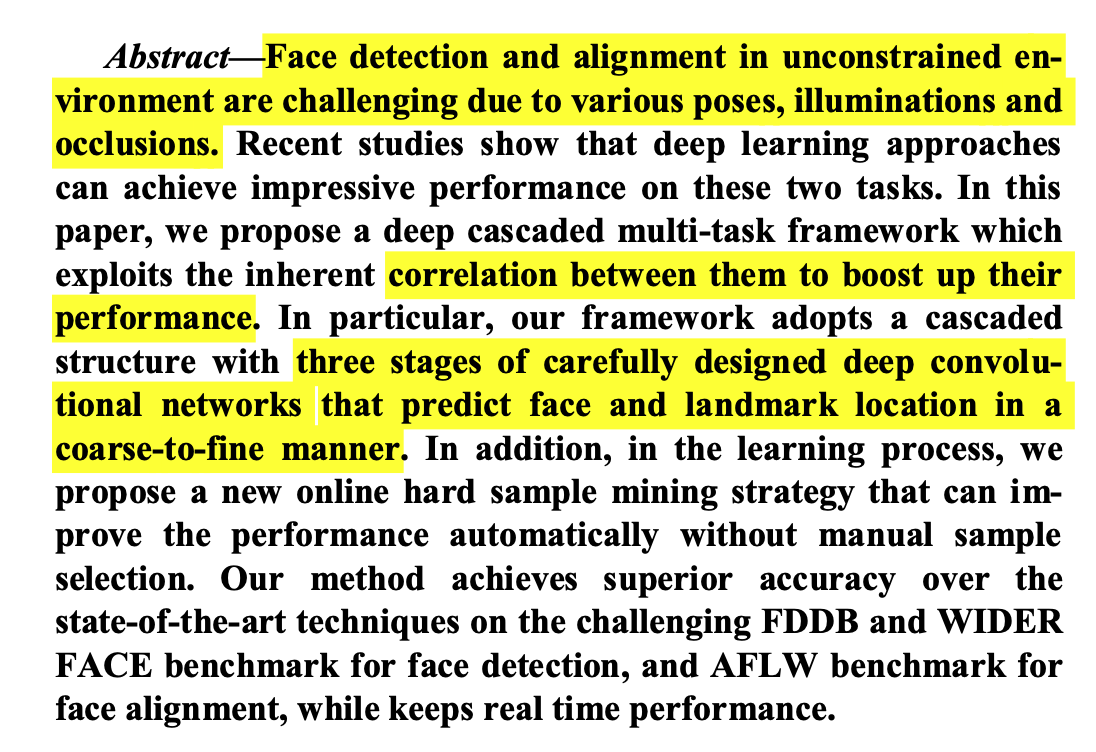 Abstract—Face detection and alignment in unconstrained en-
vironment are challenging due to various poses, illuminations and
occlusions. Recent studies show that deep learning approaches
can achieve impressive performance on these two tasks. In this
paper, we propose a deep cascaded multi-task framework which
exploits the inherent correlation between them to boost up their
performance. In particular, our framework adopts a cascaded
structure with three stages of carefully designed deep convolu-
tional networks that predict face and landmark location in a
coarse-to-fine manner. In addition, in the learning process, we
propose a new online hard sample mining strategy that can im-
prove the performance automatically without manual sample
selection. Our method achieves superior accuracy over the
state-of-the-art techniques on the challenging FDDB and WIDER
FACE benchmark for face detection, and AFLW benchmark for
face alignment, while keeps real time performance.